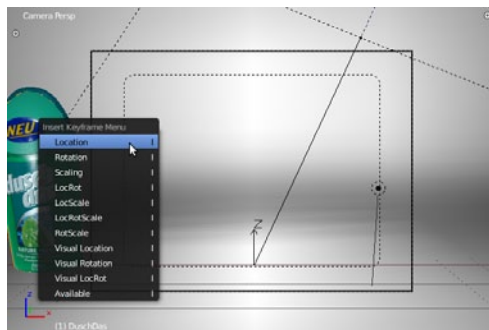 Camera Persp
NEU
Insert Keyframe Menu
Location I
Rotation I
Scaling I
LocRot I
LocScale I
LocRotScale I
RotScale I
Visual Location I
Visual Rotation I
Visual LocRot I
Available I
z
x
(1) DuschDas